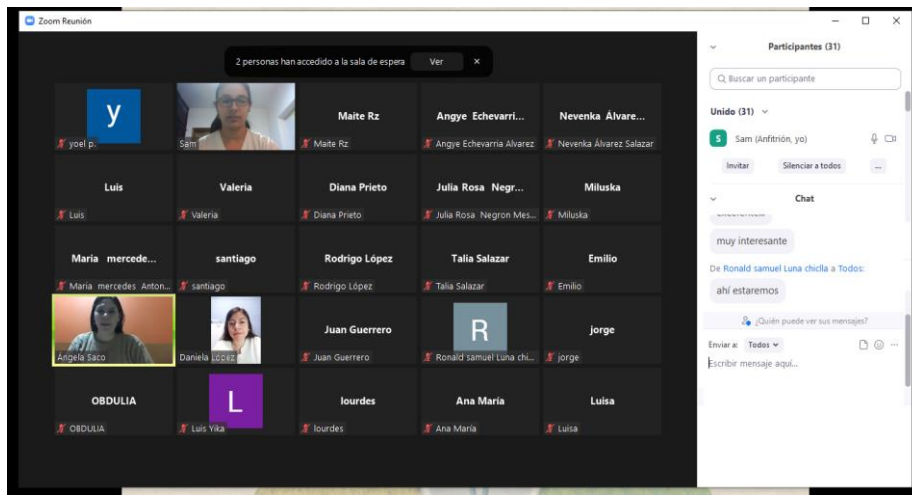 Zoom Reunión
2 personas han accedido a la sala de espera Ver ×
y
yoel p.
Sam
Maite Rz
Maite Rz
Angye Echevarri...
Angye Echevarria Alvarez
Nevenka Álvare...
Nevenka Álvarez Salazar
Luis
Luis
Valeria
Valeria
Diana Prieto
Diana Prieto
Julia Rosa Negr...
Julia Rosa Negron Mes...
Miluska
Miluska
Maria mercede...
Maria mercedes Anton...
santiago
santiago
Rodrigo López
Rodrigo López
Talia Salazar
Talia Salazar
Emilio
Emilio
Ángela Saco
Daniela López
Juan Guerrero
Juan Guerrero
R
Ronald samuel Luna chi...
jorge
jorge
OBDULIA
OBDULIA
L
Luis Yika
lourdes
lourdes
Ana María
Ana María
Luisa
Luisa
Participantes (31)
Buscar un participante
Unido (31)
S Sam (Anfitrión, yo)
Invitar Silenciar a todos ...
Chat
muy interesante
De Ronald samuel Luna chiclla a Todos:
ahí estaremos
¿Quién puede ver sus mensajes?
Enviar a: Todos
Escribir mensaje aquí...